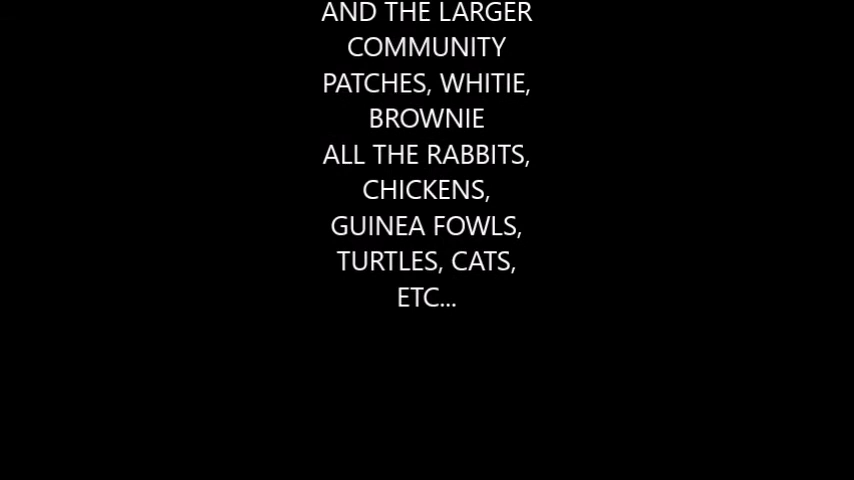 AND THE LARGER
COMMUNITY
PATCHES, WHITIE,
BROWNIE
ALL THE RABBITS,
CHICKENS,
GUINEA FOWLS,
TURTLES, CATS,
ETC...